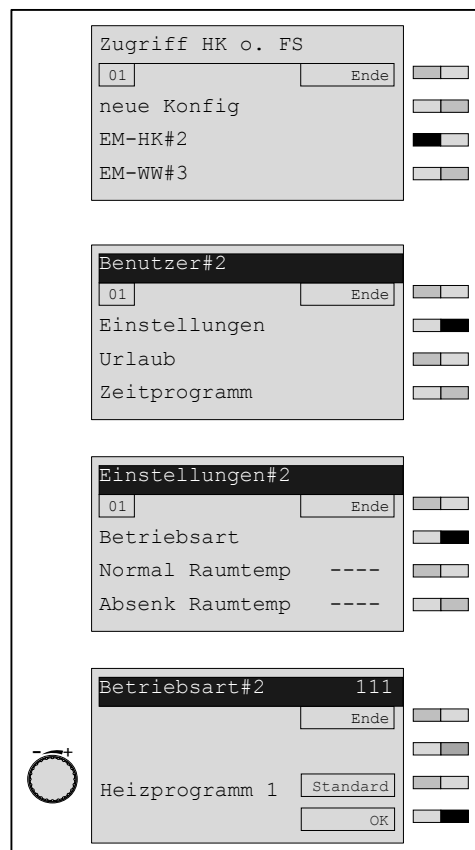 Zugriff HK o. FS
01 Ende
neue Konfig
EM-HK#2
EM-WW#3
Benutzer#2
01 Ende
Einstellungen
Urlaub
Zeitprogramm
Einstellungen#2
01 Ende
Betriebsart
Normal Raumtemp ----
Absenk Raumtemp ----
Betriebsart#2 111
Ende
- +
Heizprogramm 1 Standard
OK